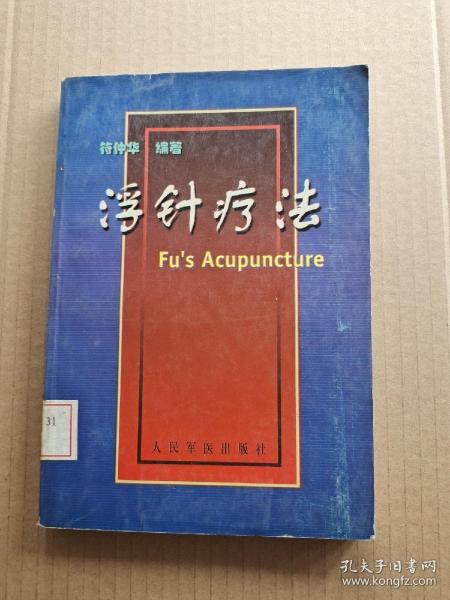 符仲华 编著
浮针疗法
Fu's Acupuncture
31
人民军医出版社
孔夫子旧书网
www.kongfz.com